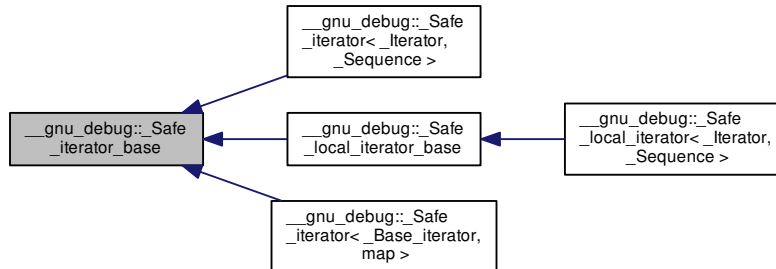 __gnu_debug::_Safe
_iterator< _Iterator,
_Sequence >
__gnu_debug::_Safe
_iterator_base
__gnu_debug::_Safe
_local_iterator_base
__gnu_debug::_Safe
_local_iterator< _Iterator,
_Sequence >
__gnu_debug::_Safe
_iterator< _Base_iterator,
map >